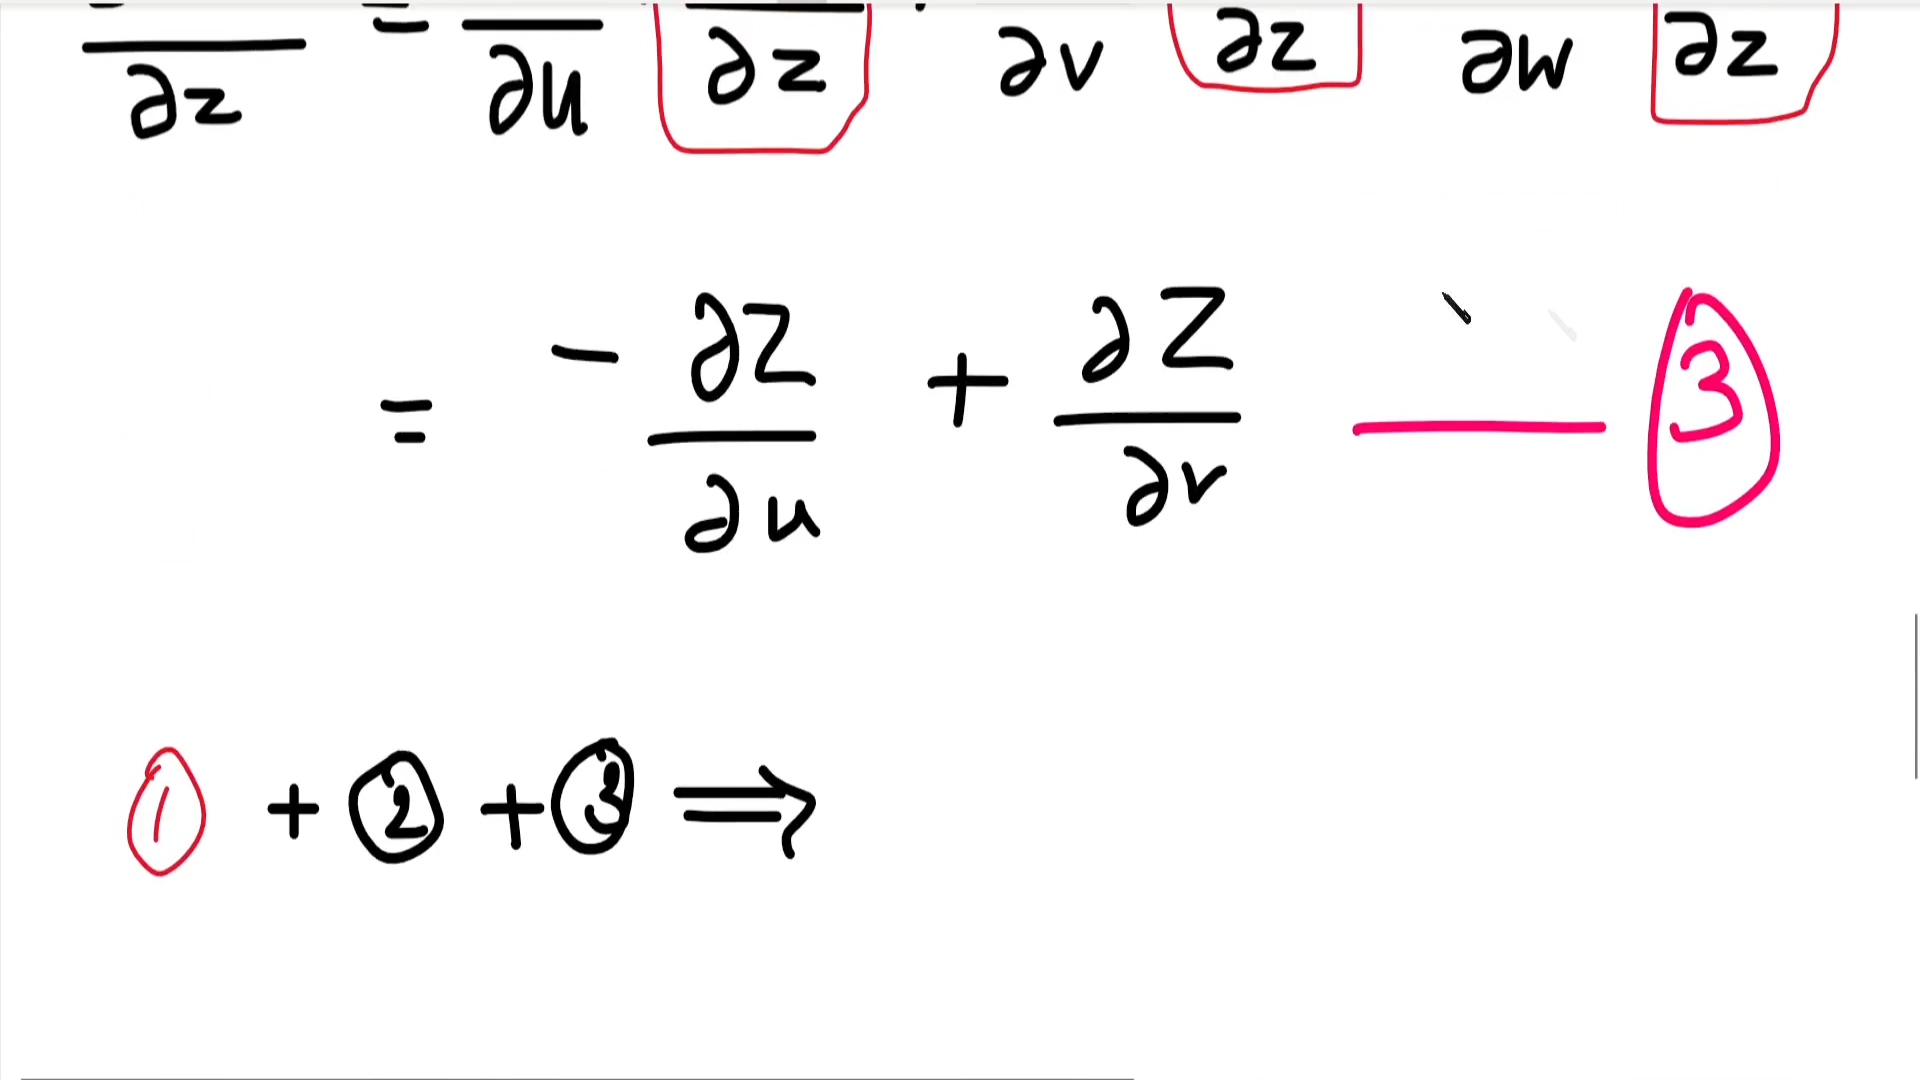 ∂z = ∂u ∂z ∂v ∂z ∂w ∂z
= - ∂Z/∂u + ∂Z/∂v — ③
① + ② + ③ ⇒